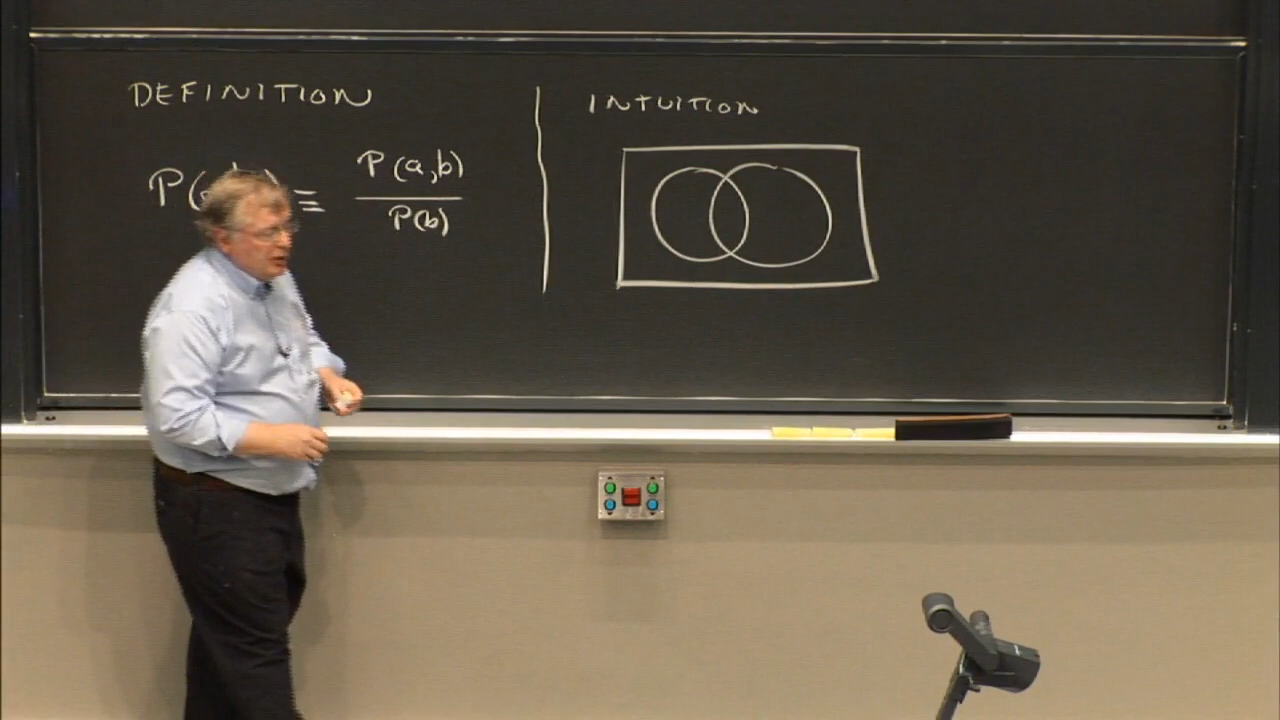 DEFINITION
P( ≡ P(a,b) / P(b)
INTUITION